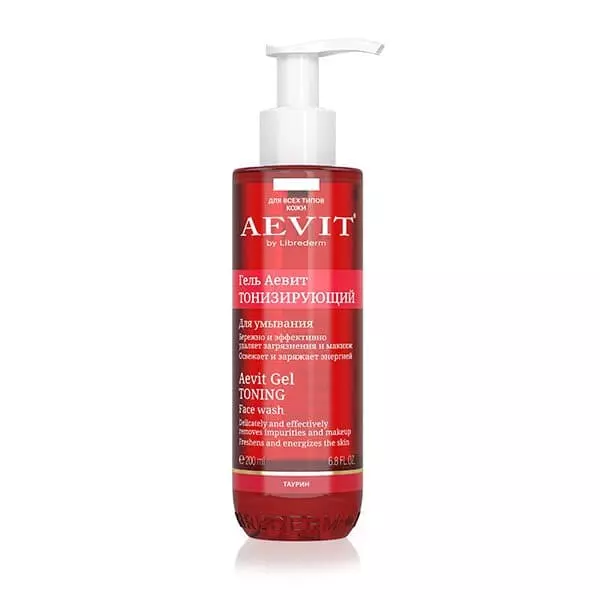 ДЛЯ ВСЕХ ТИПОВ
КОЖИ
AEVIT®
by Librederm
Гель Аевит
ТОНИЗИРУЮЩИЙ
Для умывания
Бережно и эффективно
удаляет загрязнения и макияж
Освежает и заряжает энергией
Aevit Gel
TONING
Face wash
Delicately and effectively
removes impurities and makeup
Freshens and energizes the skin
℮ 200 ml 6.8 FL.OZ.
ТАУРИН